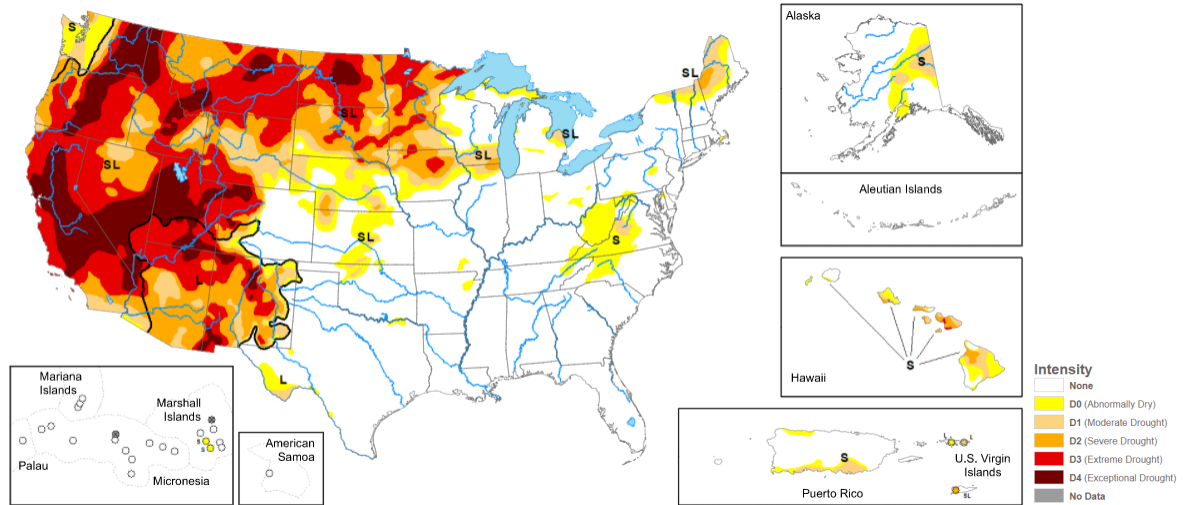 S
SL
SL
SL
SL
SL
SL
S
L
L
Alaska
S
Aleutian Islands
S
Hawaii
Mariana
Islands
Marshall
Islands
S
S
Palau
Micronesia
American
Samoa
S
L
L
U.S. Virgin
Islands
SL
Puerto Rico
Intensity
None
D0 (Abnormally Dry)
D1 (Moderate Drought)
D2 (Severe Drought)
D3 (Extreme Drought)
D4 (Exceptional Drought)
No Data